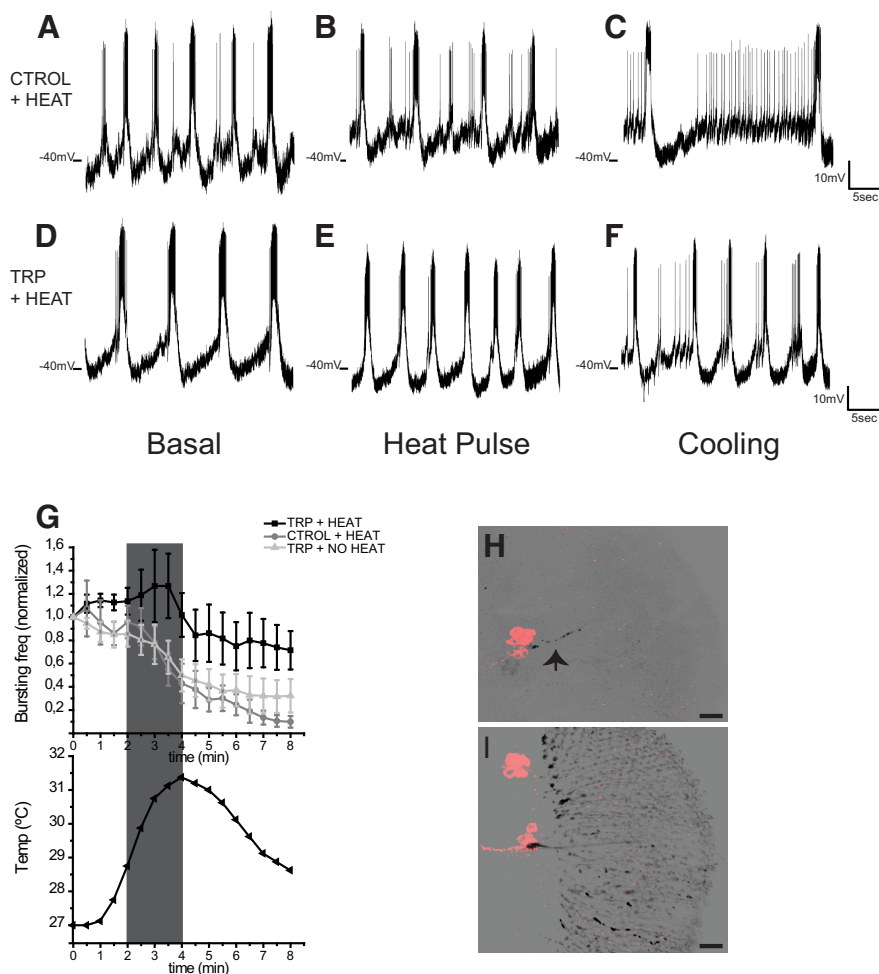 A
B
C
CTROL
+ HEAT
-40mV
-40mV
-40mV
10mV
5sec
D
E
F
TRP
+ HEAT
-40mV
-40mV
-40mV
10mV
5sec
Basal
Heat Pulse
Cooling
G
TRP + HEAT
CTROL + HEAT
TRP + NO HEAT
Bursting freq (normalized)
1,6
1,4
1,2
1,0
0,8
0,6
0,4
0,2
0 1 2 3 4 5 6 7 8
time (min)
Temp (ºC)
32
31
30
29
28
27
0 1 2 3 4 5 6 7 8
time (min)
H
I